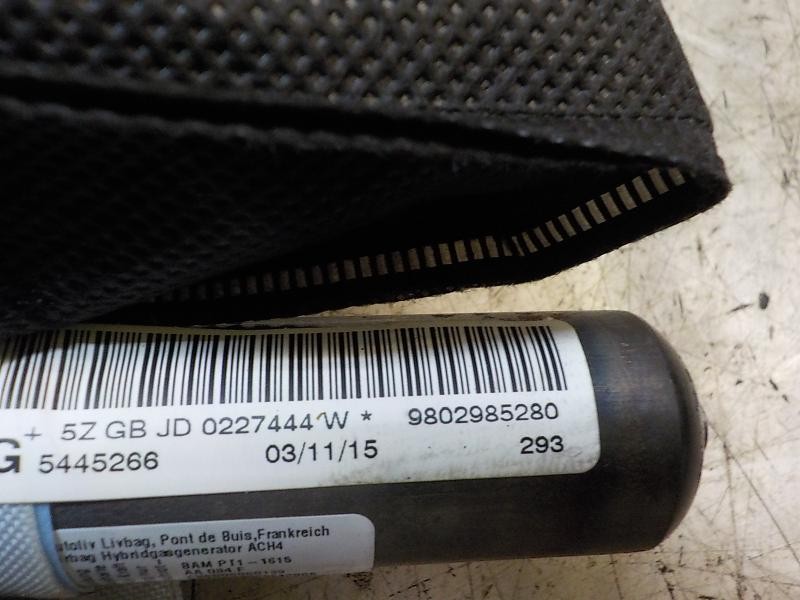 G + 5Z GB JD 0227444 W * 9802985280
5445266 03/11/15 293
Livbag, Pont de Buis,Frankreich
Hybridgasgenerator ACH4
BAM PT1-1615